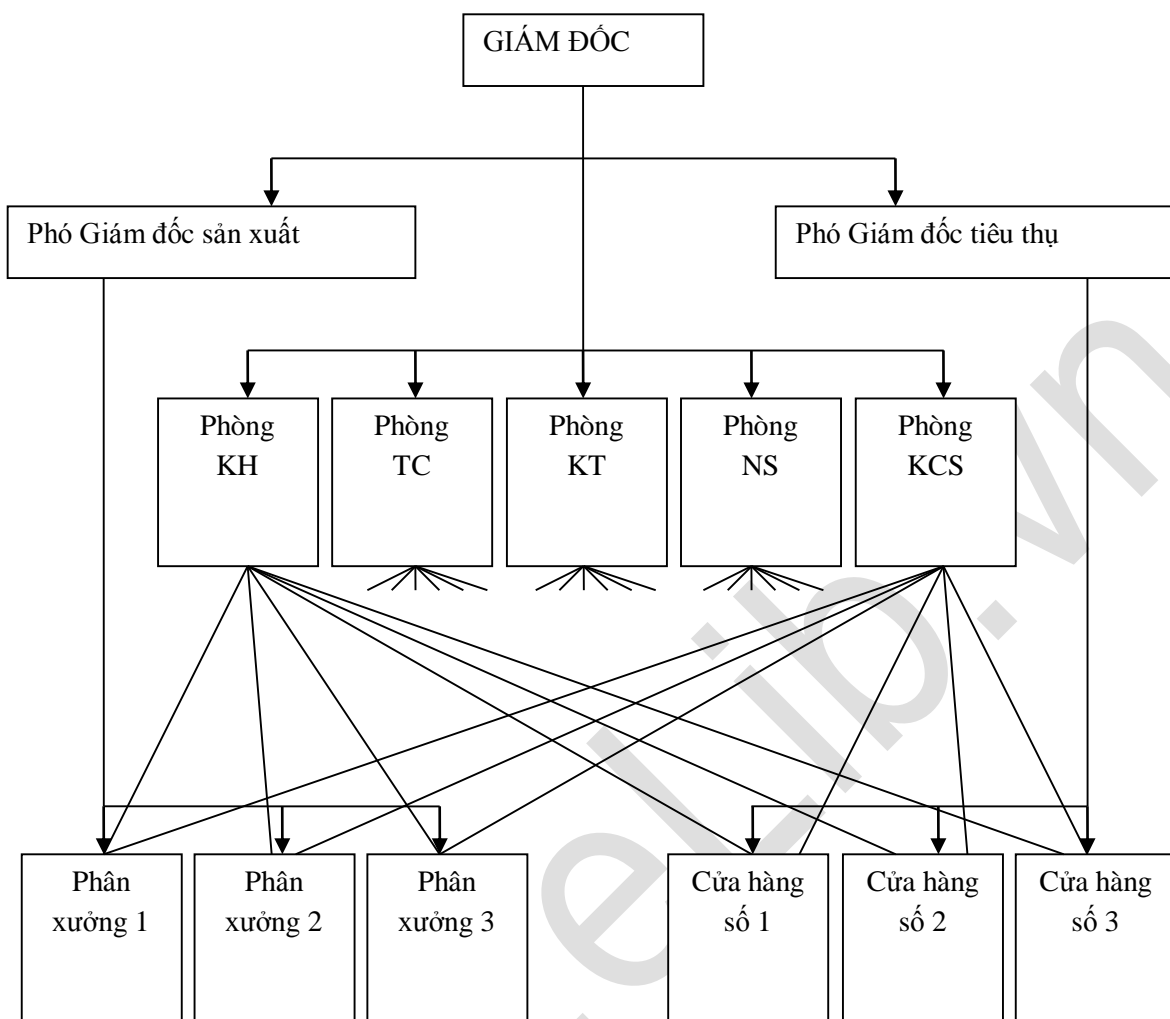 GIÁM ĐỐC
Phó Giám đốc sản xuất
Phó Giám đốc tiêu thụ
Phòng
KH
Phòng
TC
Phòng
KT
Phòng
NS
Phòng
KCS
Phân
xưởng 1
Phân
xưởng 2
Phân
xưởng 3
Cửa hàng
số 1
Cửa hàng
số 2
Cửa hàng
số 3
eLib.vn